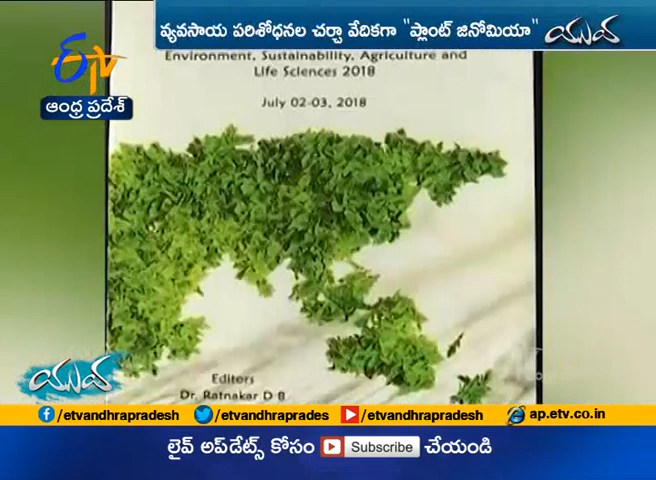 వ్యవసాయ పరిశోధనల చర్చా వేదికగా "ప్లాంట్ జినోమియా"
యువ
Environment, Sustainability, Agriculture and
Life Sciences 2018
July 02-03, 2018
ETV
ఆంధ్ర ప్రదేశ్
Editors
Dr. Ratnakar D B
యువ
/etvandhrapradesh
/etvandhraprades
/etvandhrapradesh
ap.etv.co.in
లైవ్ అప్‌డేట్స్ కోసం Subscribe చేయండి